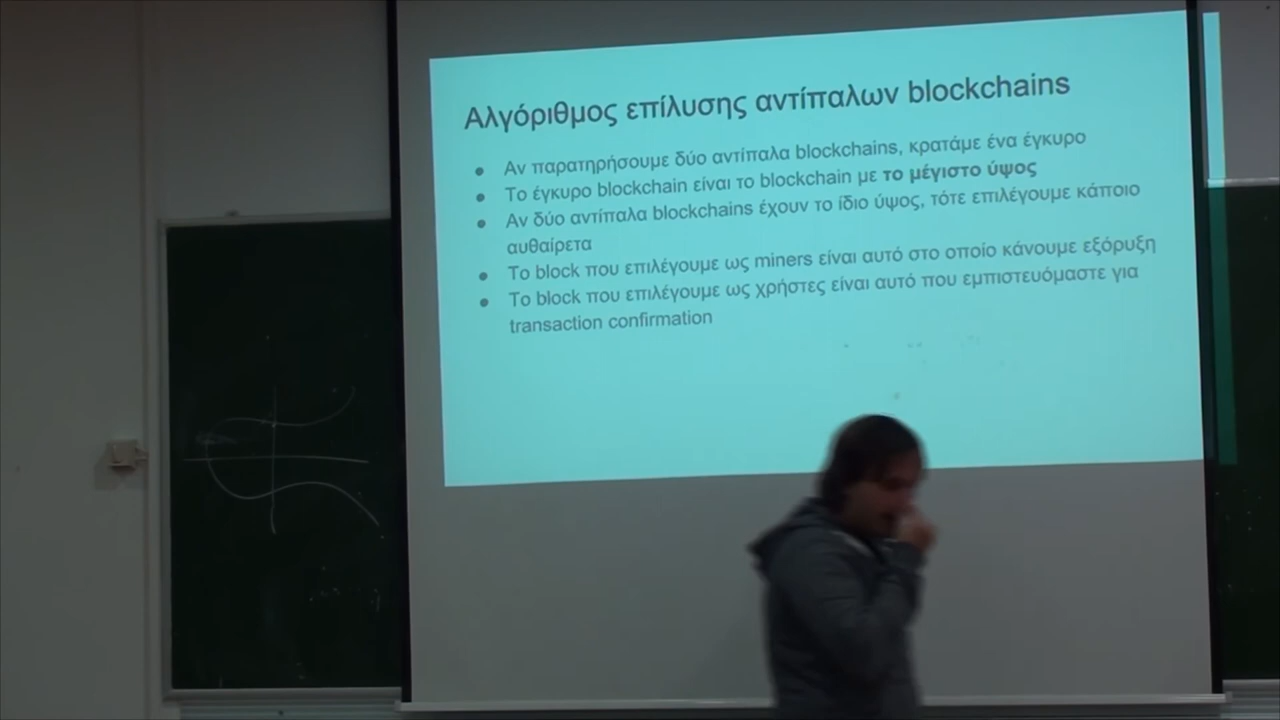 Αλγόριθμος επίλυσης αντίπαλων blockchains
● Αν παρατηρήσουμε δύο αντίπαλα blockchains, κρατάμε ένα έγκυρο
● Το έγκυρο blockchain είναι το blockchain με το μέγιστο ύψος
● Αν δύο αντίπαλα blockchains έχουν το ίδιο ύψος, τότε επιλέγουμε κάποιο
αυθαίρετα
● Το block που επιλέγουμε ως miners είναι αυτό στο οποίο κάνουμε εξόρυξη
● Το block που επιλέγουμε ως χρήστες είναι αυτό που εμπιστευόμαστε για
transaction confirmation